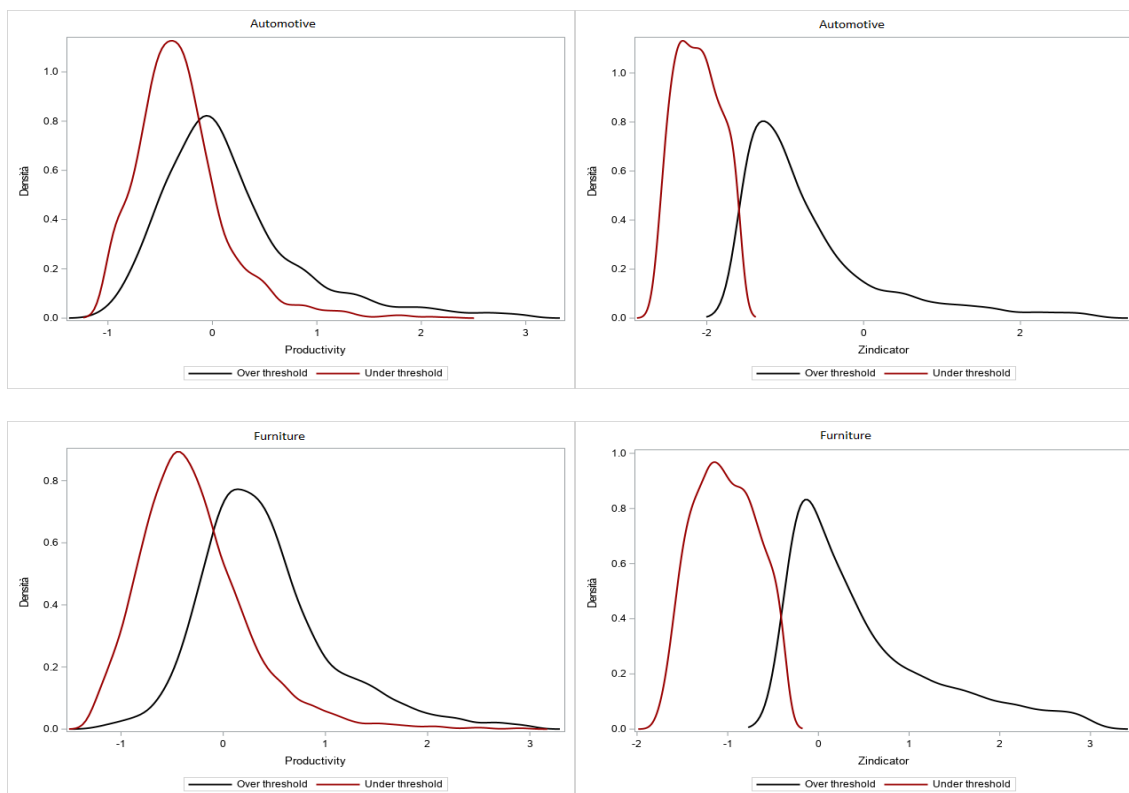 Automotive
1.0
0.8
0.6
0.4
0.2
0.0
Densità
-1 0 1 2 3
Productivity
Over threshold Under threshold
Automotive
1.0
0.8
0.6
0.4
0.2
0.0
Densità
-2 0 2
Zindicator
Over threshold Under threshold
Furniture
0.8
0.6
0.4
0.2
0.0
Densità
-1 0 1 2 3
Productivity
Over threshold Under threshold
Furniture
1.0
0.8
0.6
0.4
0.2
0.0
Densità
-2 -1 0 1 2 3
Zindicator
Over threshold Under threshold